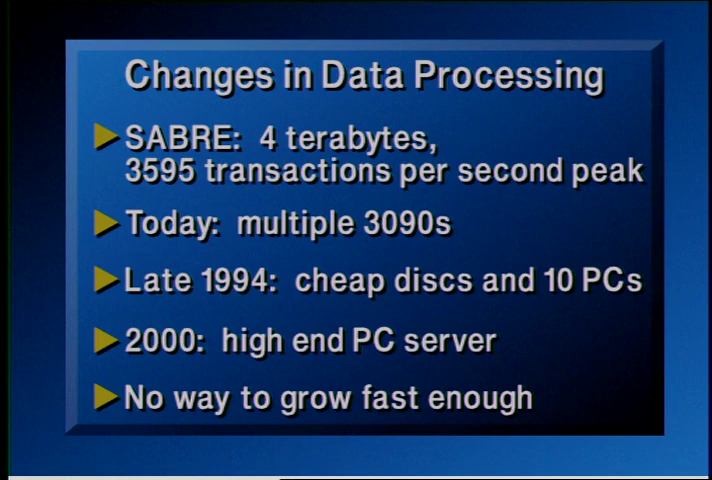 Changes in Data Processing
SABRE: 4 terabytes,
3595 transactions per second peak
Today: multiple 3090s
Late 1994: cheap discs and 10 PCs
2000: high end PC server
No way to grow fast enough